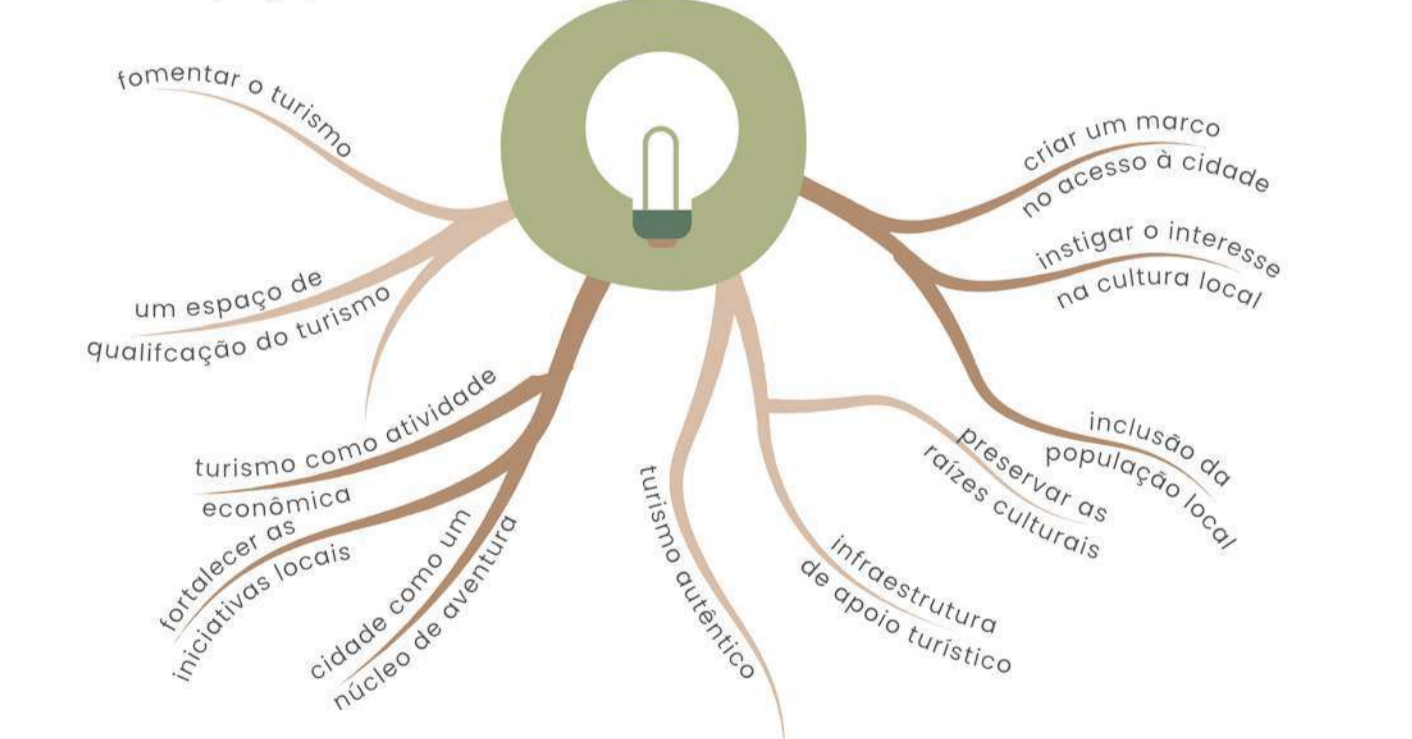 fomentar o turismo
um espaço de
qualifcação do turismo
turismo como atividade
econômica
fortalecer as
iniciativas locais
cidade como um
núcleo de aventura
turismo autêntico
infraestrutura
de apoio turístico
preservar as
raízes culturais
criar um marco
no acesso à cidade
instigar o interesse
na cultura local
inclusão da
população local